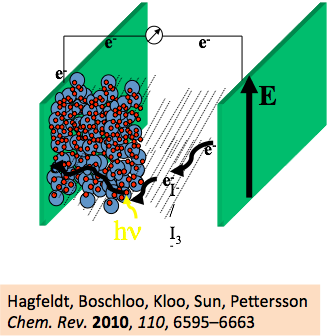 e-
e-
e-
E
e-
e-
I-
/
I3
-
hν
Hagfeldt, Boschloo, Kloo, Sun, Pettersson
Chem. Rev. 2010, 110, 6595–6663